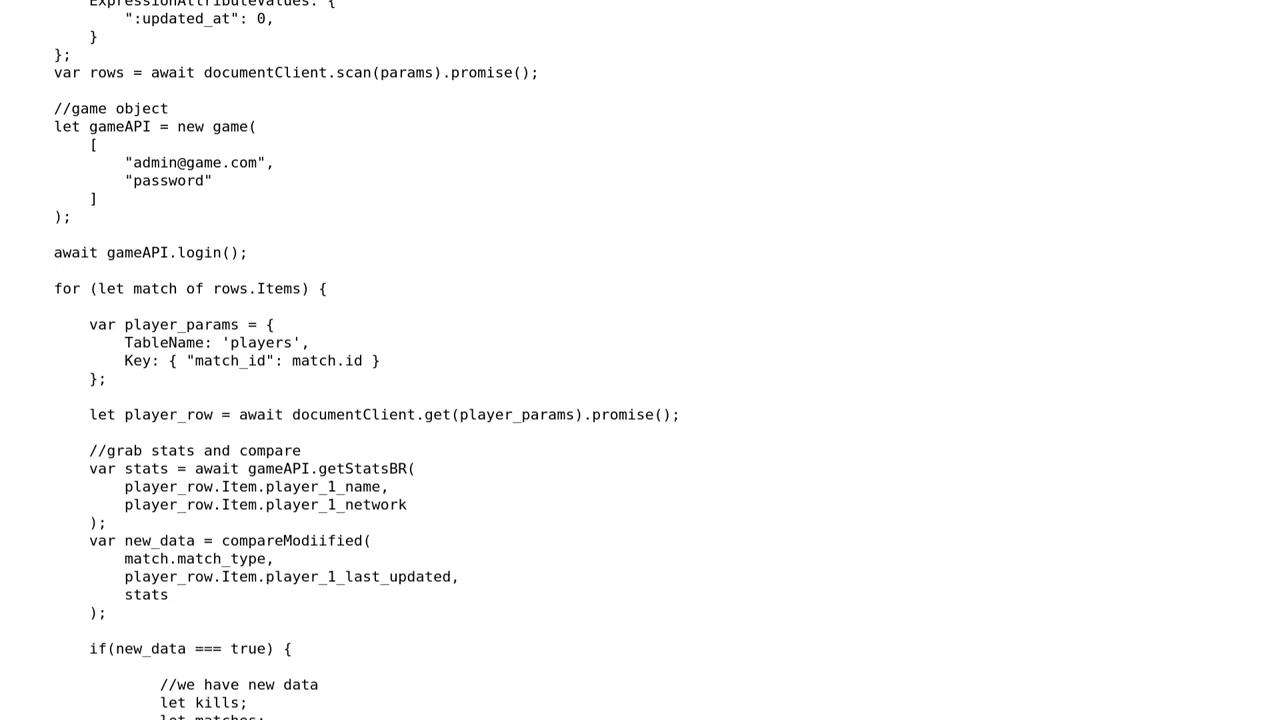 ExpressionAttributeValues: {
":updated_at": 0,
}
};
var rows = await documentClient.scan(params).promise();
//game object
let gameAPI = new game(
[
"admin@game.com",
"password"
]
);
await gameAPI.login();
for (let match of rows.Items) {
var player_params = {
TableName: 'players',
Key: { "match_id": match.id }
};
let player_row = await documentClient.get(player_params).promise();
//grab stats and compare
var stats = await gameAPI.getStatsBR(
player_row.Item.player_1_name,
player_row.Item.player_1_network
);
var new_data = compareModiified(
match.match_type,
player_row.Item.player_1_last_updated,
stats
);
if(new_data === true) {
//we have new data
let kills;
let matches;